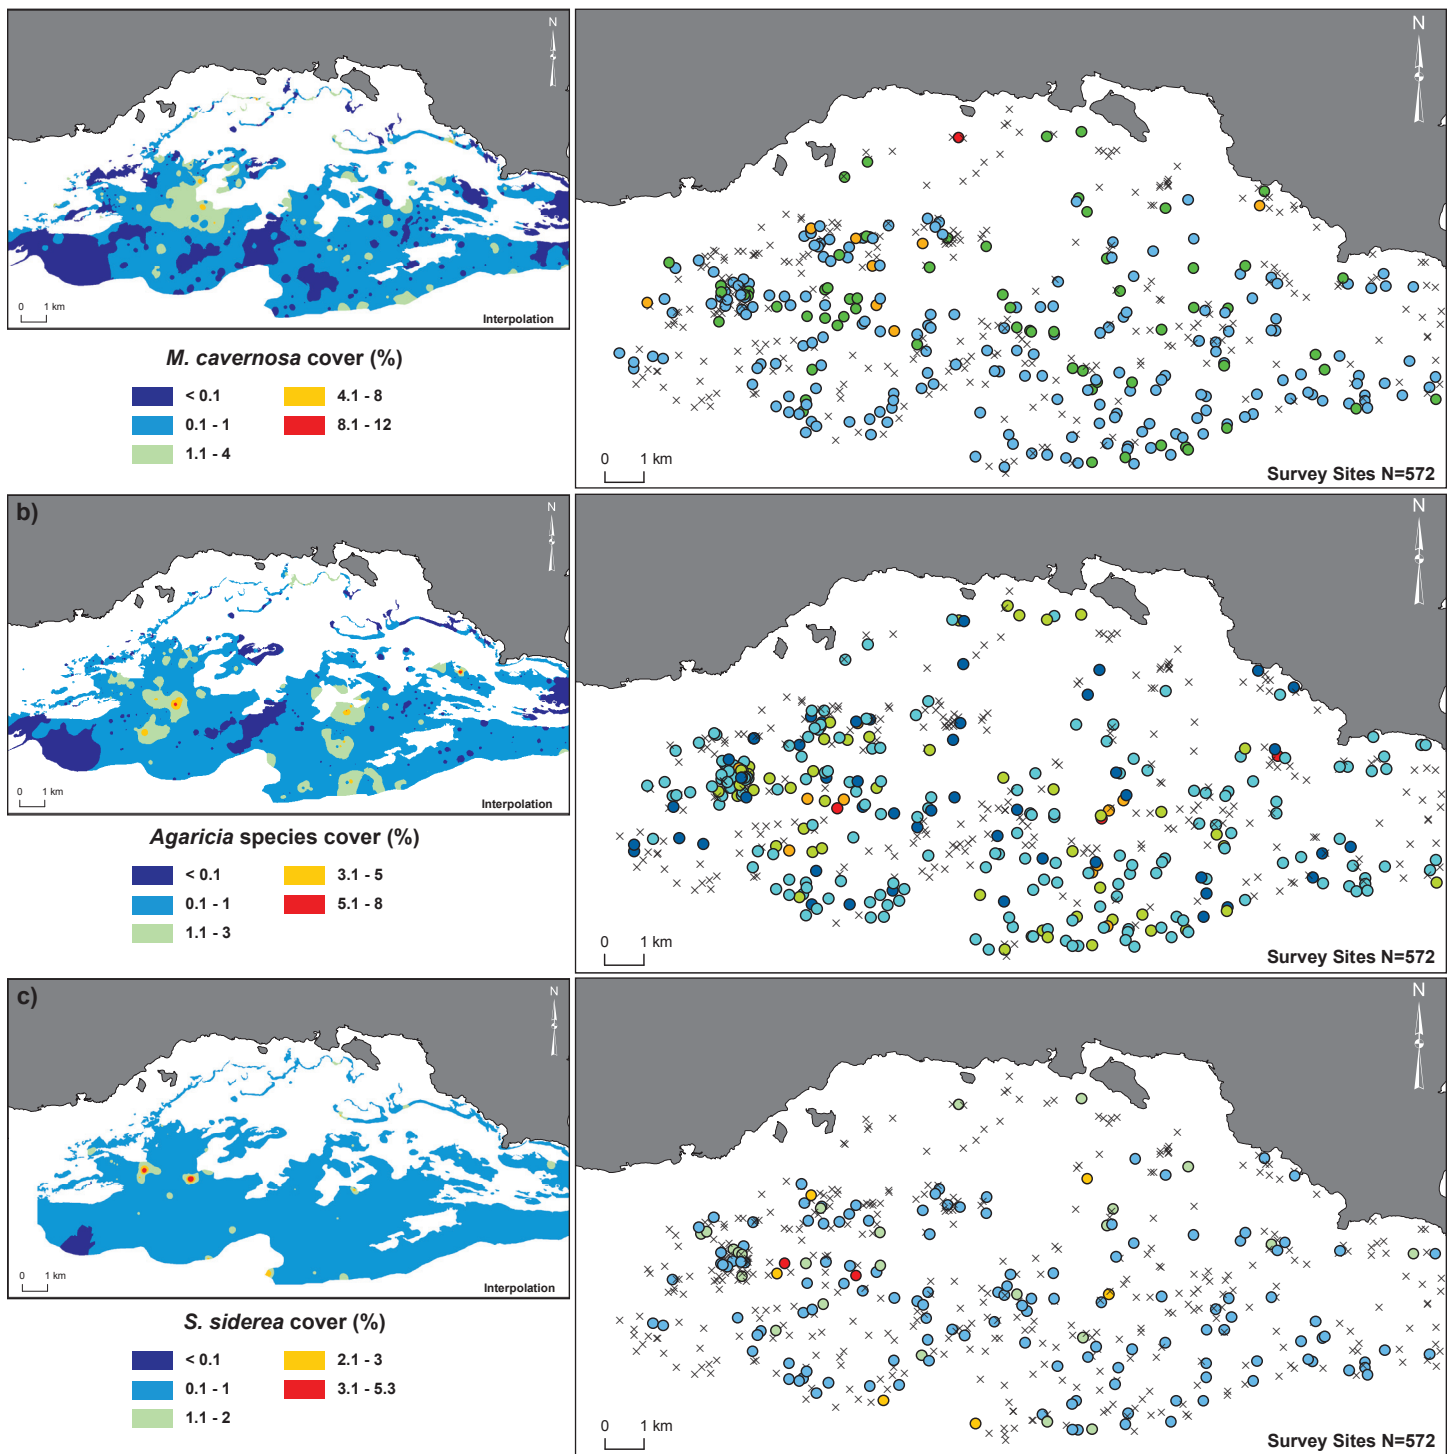 N
0 1 km
Interpolation
M. cavernosa cover (%)
< 0.1
0.1 - 1
1.1 - 4
4.1 - 8
8.1 - 12
N
0 1 km
Survey Sites N=572
b)
N
0 1 km
Interpolation
Agaricia species cover (%)
< 0.1
0.1 - 1
1.1 - 3
3.1 - 5
5.1 - 8
N
0 1 km
Survey Sites N=572
c)
N
0 1 km
Interpolation
S. siderea cover (%)
< 0.1
0.1 - 1
1.1 - 2
2.1 - 3
3.1 - 5.3
N
0 1 km
Survey Sites N=572